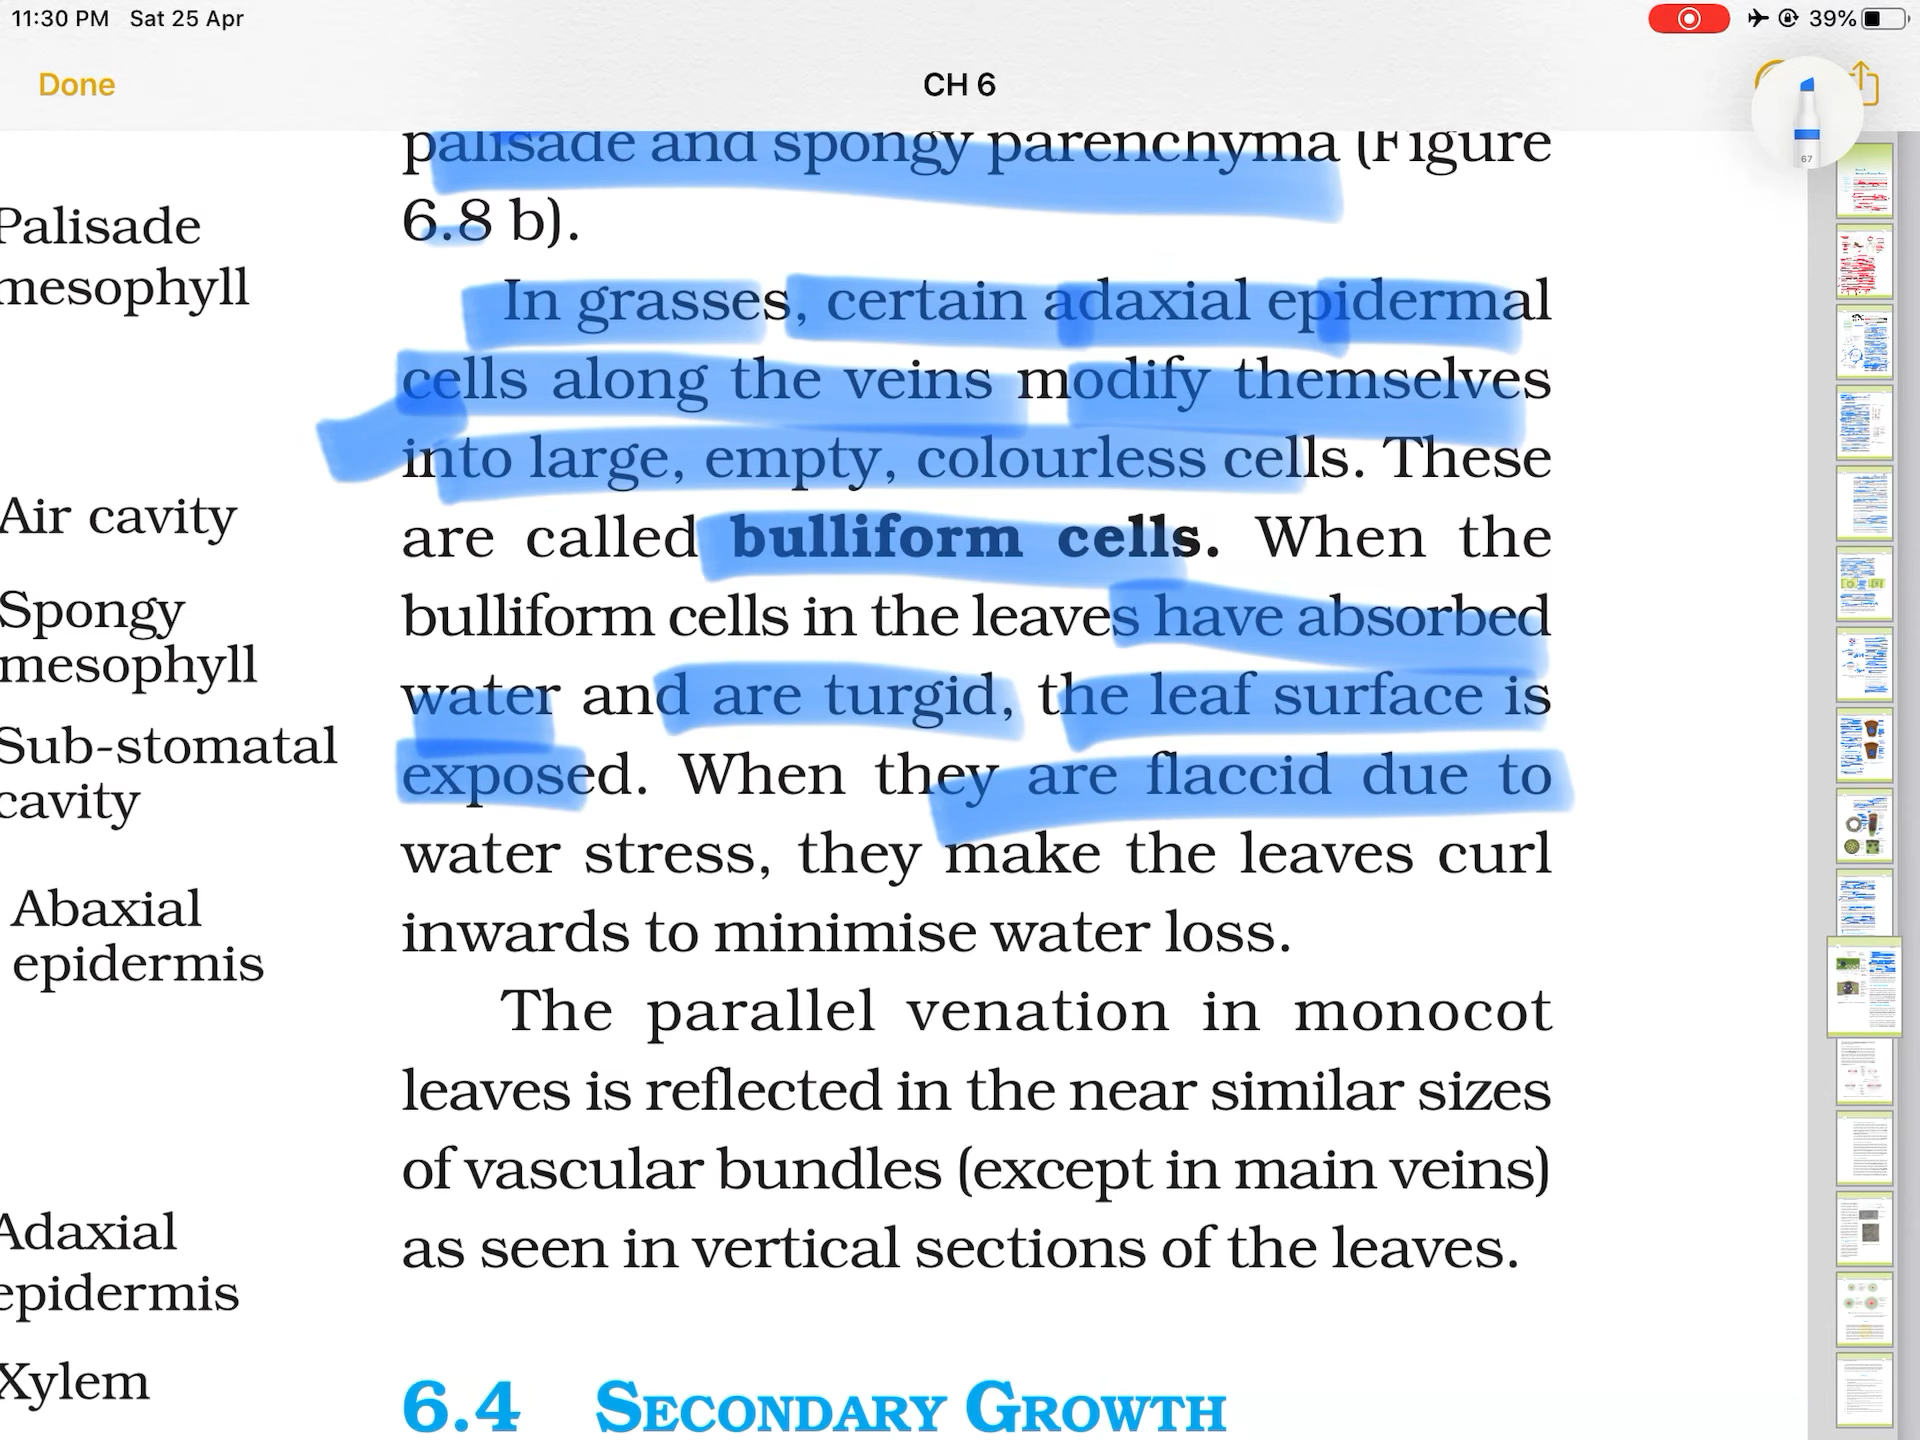 11:30 PM Sat 25 Apr
39%
Done
CH 6
67
palisade and spongy parenchyma (Figure
6.8 b).
In grasses, certain adaxial epidermal
cells along the veins modify themselves
into large, empty, colourless cells. These
are called bulliform cells. When the
bulliform cells in the leaves have absorbed
water and are turgid, the leaf surface is
exposed. When they are flaccid due to
water stress, they make the leaves curl
inwards to minimise water loss.
The parallel venation in monocot
leaves is reflected in the near similar sizes
of vascular bundles (except in main veins)
as seen in vertical sections of the leaves.
6.4 SECONDARY GROWTH
Palisade
mesophyll
Air cavity
Spongy
mesophyll
Sub-stomatal
cavity
Abaxial
epidermis
Adaxial
epidermis
Xylem